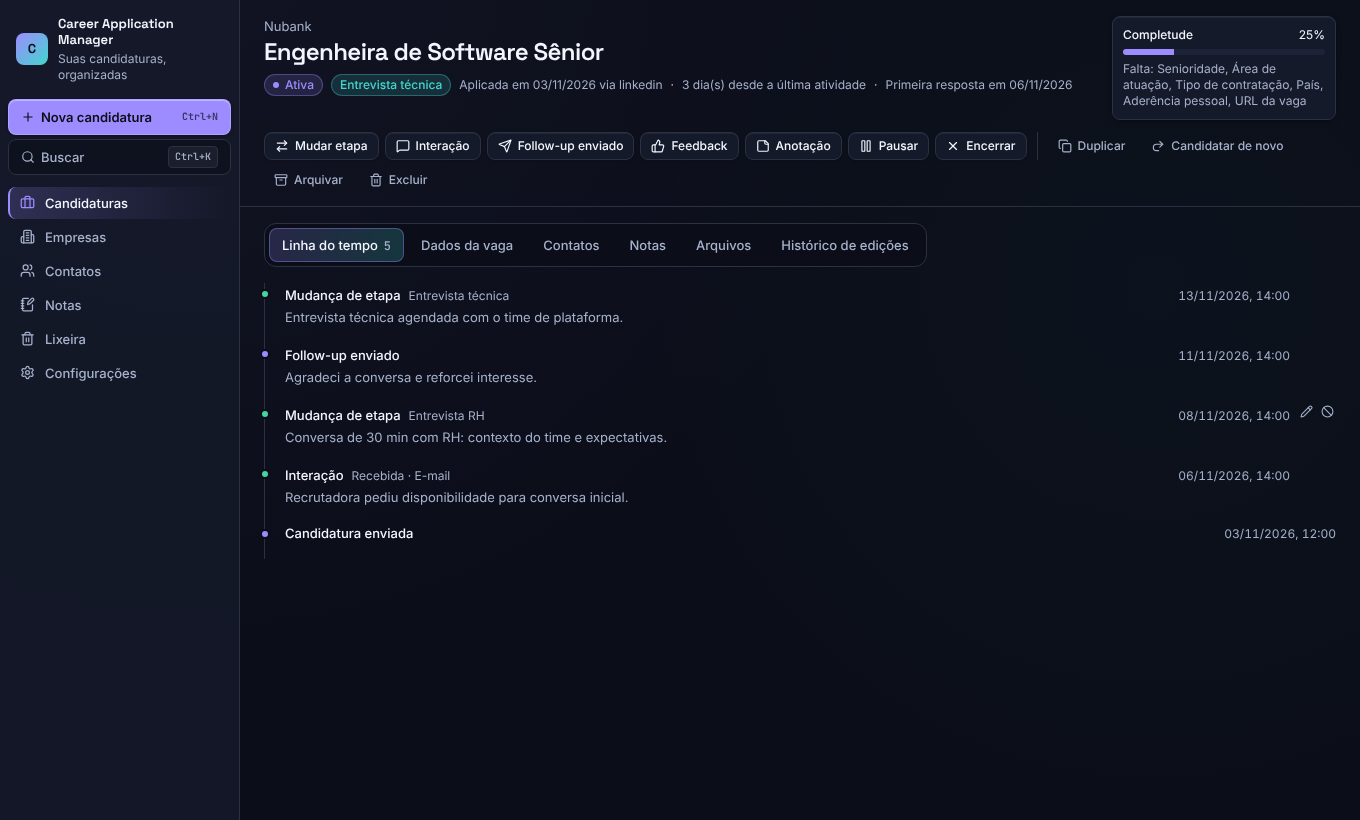 C
Career Application
Manager
Suas candidaturas,
organizadas
Nova candidatura Ctrl+N
Buscar Ctrl+K
Candidaturas
Empresas
Contatos
Notas
Lixeira
Configurações
Nubank
Engenheira de Software Sênior
Ativa Entrevista técnica Aplicada em 03/11/2026 via linkedin · 3 dia(s) desde a última atividade · Primeira resposta em 06/11/2026
Completude 25%
Falta: Senioridade, Área de
atuação, Tipo de contratação, País,
Aderência pessoal, URL da vaga
Mudar etapa Interação Follow-up enviado Feedback Anotação Pausar Encerrar Duplicar Candidatar de novo
Arquivar Excluir
Linha do tempo 5 Dados da vaga Contatos Notas Arquivos Histórico de edições
Mudança de etapa Entrevista técnica 13/11/2026, 14:00
Entrevista técnica agendada com o time de plataforma.
Follow-up enviado 11/11/2026, 14:00
Agradeci a conversa e reforcei interesse.
Mudança de etapa Entrevista RH 08/11/2026, 14:00
Conversa de 30 min com RH: contexto do time e expectativas.
Interação Recebida · E-mail 06/11/2026, 14:00
Recrutadora pediu disponibilidade para conversa inicial.
Candidatura enviada 03/11/2026, 12:00